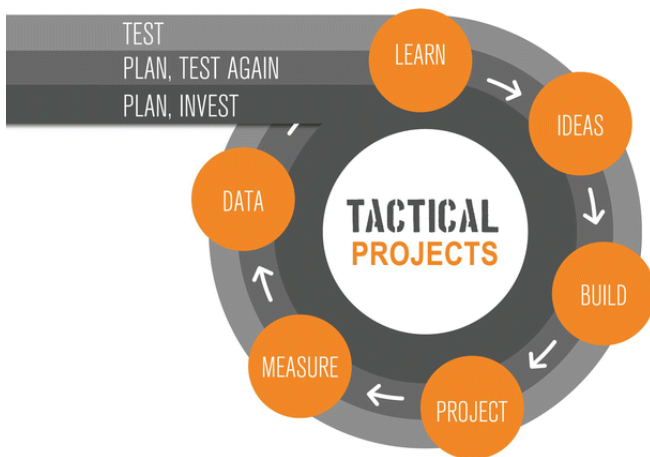 TEST
PLAN, TEST AGAIN
PLAN, INVEST
LEARN
IDEAS
BUILD
PROJECT
MEASURE
DATA
TACTICAL
PROJECTS